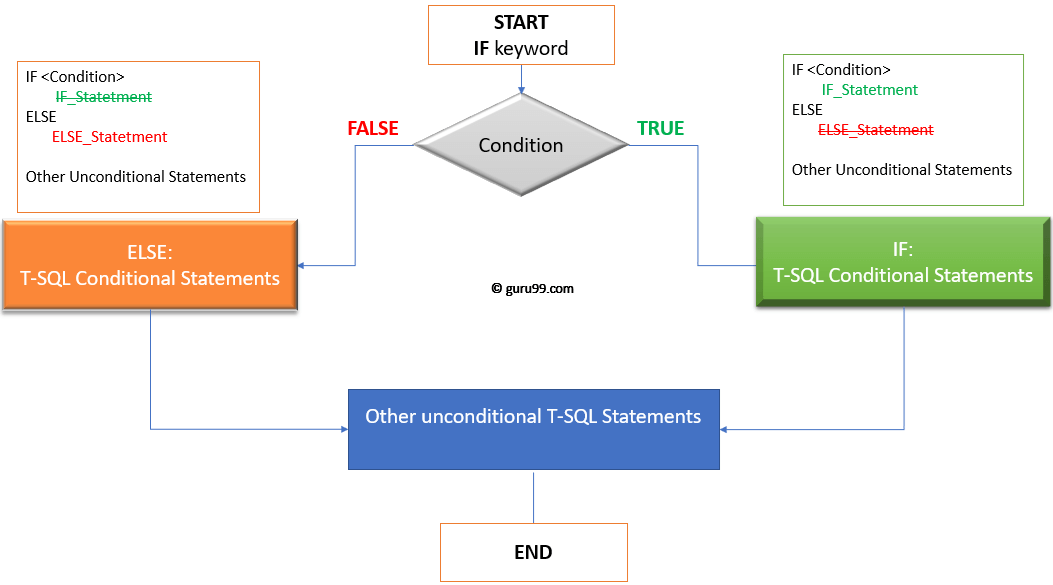 START
IF keyword
IF <Condition>
IF_Statetment
ELSE
ELSE_Statetment
Other Unconditional Statements
FALSE
Condition
TRUE
IF <Condition>
IF_Statetment
ELSE
ELSE_Statetment
Other Unconditional Statements
ELSE:
T-SQL Conditional Statements
IF:
T-SQL Conditional Statements
© guru99.com
Other unconditional T-SQL Statements
END